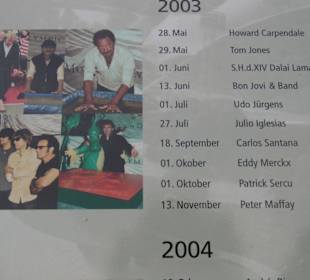 2003
28. Mai Howard Carpendale
29. Mai Tom Jones
01. Juni S.H.d.XIV Dalai Lama
13. Juni Bon Jovi & Band
01. Juli Udo Jürgens
27. Juli Julio Iglesias
18. September Carlos Santana
01. Okober Eddy Merckx
01. Oktober Patrick Sercu
13. November Peter Maffay
2004